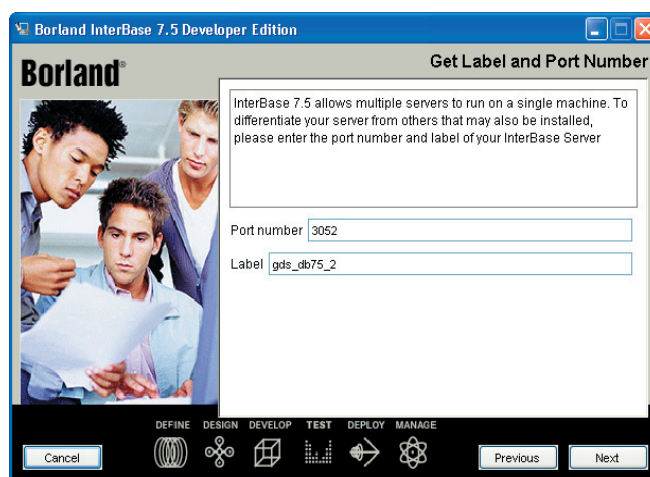 Borland InterBase 7.5 Developer Edition
Borland®
Get Label and Port Number
InterBase 7.5 allows multiple servers to run on a single machine. To
differentiate your server from others that may also be installed,
please enter the port number and label of your InterBase Server
Port number 3052
Label gds_db75_2
DEFINE DESIGN DEVELOP TEST DEPLOY MANAGE
Cancel Previous Next